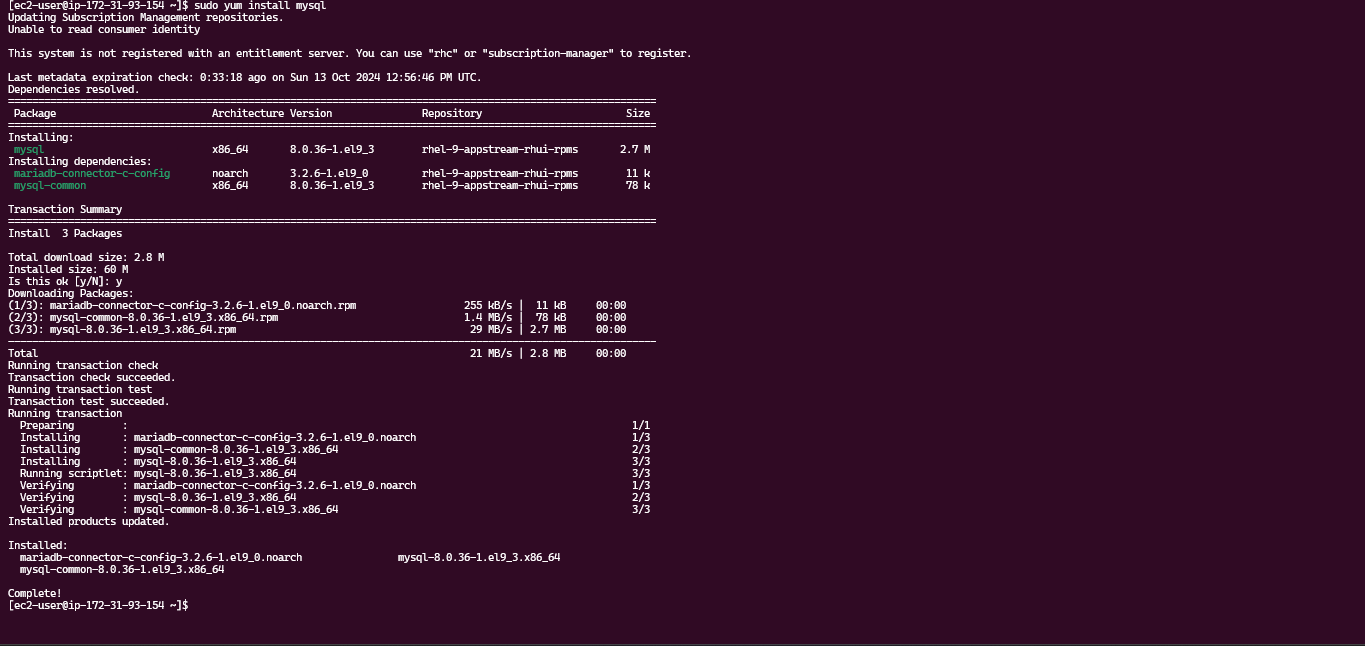 [ec2-user@ip-172-31-93-154 ~]$ sudo yum install mysql
Updating Subscription Management repositories.
Unable to read consumer identity

This system is not registered with an entitlement server. You can use "rhc" or "subscription-manager" to register.

Last metadata expiration check: 0:33:18 ago on Sun 13 Oct 2024 12:56:46 PM UTC.
Dependencies resolved.
============================================================================================================
 Package                          Architecture Version               Repository                        Size
============================================================================================================
Installing:
 mysql                            x86_64       8.0.36-1.el9_3        rhel-9-appstream-rhui-rpms       2.7 M
Installing dependencies:
 mariadb-connector-c-config       noarch       3.2.6-1.el9_0         rhel-9-appstream-rhui-rpms        11 k
 mysql-common                     x86_64       8.0.36-1.el9_3        rhel-9-appstream-rhui-rpms        78 k

Transaction Summary
============================================================================================================
Install  3 Packages

Total download size: 2.8 M
Installed size: 60 M
Is this ok [y/N]: y
Downloading Packages:
(1/3): mariadb-connector-c-config-3.2.6-1.el9_0.noarch.rpm                  255 kB/s |  11 kB     00:00
(2/3): mysql-common-8.0.36-1.el9_3.x86_64.rpm                               1.4 MB/s |  78 kB     00:00
(3/3): mysql-8.0.36-1.el9_3.x86_64.rpm                                       29 MB/s | 2.7 MB     00:00
------------------------------------------------------------------------------------------------------------
Total                                                                        21 MB/s | 2.8 MB     00:00
Running transaction check
Transaction check succeeded.
Running transaction test
Transaction test succeeded.
Running transaction
  Preparing        :                                                                                    1/1
  Installing       : mariadb-connector-c-config-3.2.6-1.el9_0.noarch                                    1/3
  Installing       : mysql-common-8.0.36-1.el9_3.x86_64                                                 2/3
  Installing       : mysql-8.0.36-1.el9_3.x86_64                                                        3/3
  Running scriptlet: mysql-8.0.36-1.el9_3.x86_64                                                        3/3
  Verifying        : mariadb-connector-c-config-3.2.6-1.el9_0.noarch                                    1/3
  Verifying        : mysql-8.0.36-1.el9_3.x86_64                                                        2/3
  Verifying        : mysql-common-8.0.36-1.el9_3.x86_64                                                 3/3
Installed products updated.

Installed:
  mariadb-connector-c-config-3.2.6-1.el9_0.noarch                mysql-8.0.36-1.el9_3.x86_64
  mysql-common-8.0.36-1.el9_3.x86_64

Complete!
[ec2-user@ip-172-31-93-154 ~]$